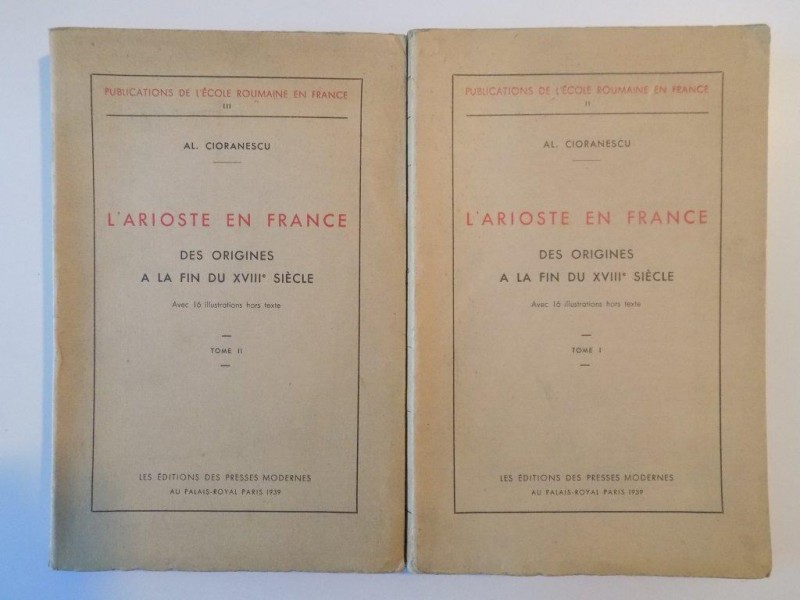 PUBLICATIONS DE L'ÉCOLE ROUMAINE EN FRANCE
III
AL. CIORANESCU
L'ARIOSTE EN FRANCE
DES ORIGINES
A LA FIN DU XVIIIe SIÈCLE
Avec 16 illustrations hors texte
TOME II
LES ÉDITIONS DES PRESSES MODERNES
AU PALAIS-ROYAL PARIS 1939
PUBLICATIONS DE L'ÉCOLE ROUMAINE EN FRANCE
II
AL. CIORANESCU
L'ARIOSTE EN FRANCE
DES ORIGINES
A LA FIN DU XVIIIe SIÈCLE
Avec 16 illustrations hors texte
TOME I
LES ÉDITIONS DES PRESSES MODERNES
AU PALAIS-ROYAL PARIS 1939